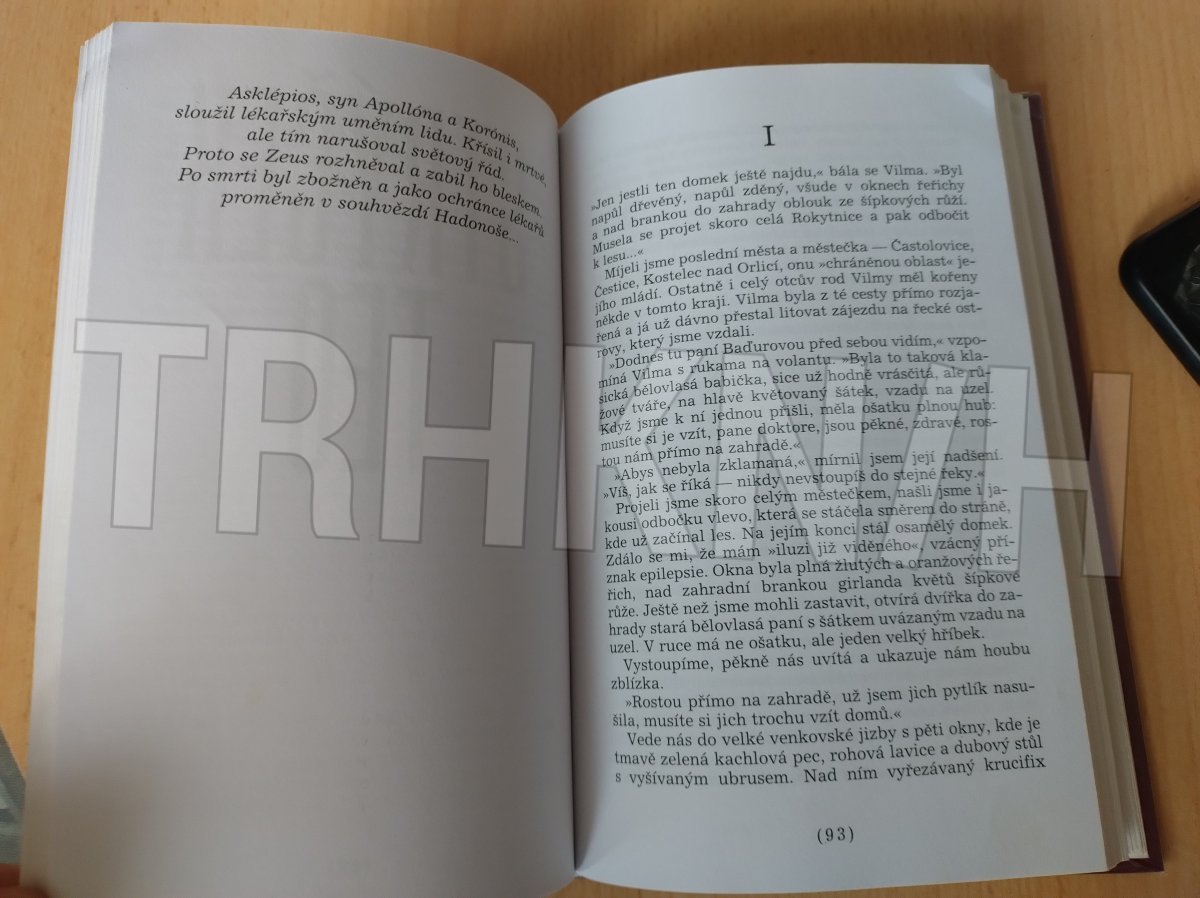 Asklépios, syn Apollóna a Korónis,
sloužil lékařským uměním lidu. Křísil i mrtvé,
ale tím narušoval světový řád.
Proto se Zeus rozhněval a zabil ho bleskem.
Po smrti byl zbožněn a jako ochránce lékařů
proměněn v souhvězdí Hadonoše...
I
»Jen jestli ten domek ještě najdu,« bála se Vilma. »Byl
napůl dřevěný, napůl zděný, všude v oknech řeřichy
a nad brankou do zahrady oblouk ze šípkových růží.
Musela se projet skoro celá Rokytnice a pak odbočit
k lesu...«
Míjeli jsme poslední města a městečka — Častolovice,
Čestice, Kostelec nad Orlicí, onu »chráněnou oblast« je-
jího mládí. Ostatně i celý otcův rod Vilmy měl kořeny
někde v tomto kraji. Vilma byla z té cesty přímo rozja-
řená a já už dávno přestal litovat zájezdu na řecké ost-
rovy, který jsme vzdali.
»Dodnes tu paní Baďurovou před sebou vidím,« vzpo-
míná Vilma s rukama na volantu. »Byla to taková kla-
sická bělovlasá babička, sice už hodně vrásčitá, ale rů-
žové tváře, na hlavě květovaný šátek, vzadu na uzel.
Když jsme k ní jednou přišli, měla ošatku plnou hub:
musíte si je vzít, pane doktore, jsou pěkné, zdravé, ros-
tou nám přímo na zahradě.«
»Abys nebyla zklamaná,« mírnil jsem její nadšení.
»Víš, jak se říká — nikdy nevstoupíš do stejné řeky.«
Projeli jsme skoro celým městečkem, našli jsme i ja-
kousi odbočku vlevo, která se stáčela směrem do stráně,
kde už začínal les. Na jejím konci stál osamělý domek.
Zdálo se mi, že mám »iluzi již viděného«, vzácný pří-
znak epilepsie. Okna byla plná žlutých a oranžových ře-
řich, nad zahradní brankou girlanda květů šípkové
růže. Ještě než jsme mohli zastavit, otvírá dvířka do za-
hrady stará bělovlasá paní s šátkem uvázaným vzadu na
uzel. V ruce má ne ošatku, ale jeden velký hříbek.
Vystoupíme, pěkně nás uvítá a ukazuje nám houbu
zblízka.
»Rostou přímo na zahradě, už jsem jich pytlík nasu-
šila, musíte si jich trochu vzít domů.«
Vede nás do velké venkovské jizby s pěti okny, kde je
tmavě zelená kachlová pec, rohová lavice a dubový stůl
s vyšívaným ubrusem. Nad ním vyřezávaný krucifix
(93)
TRHKNIH